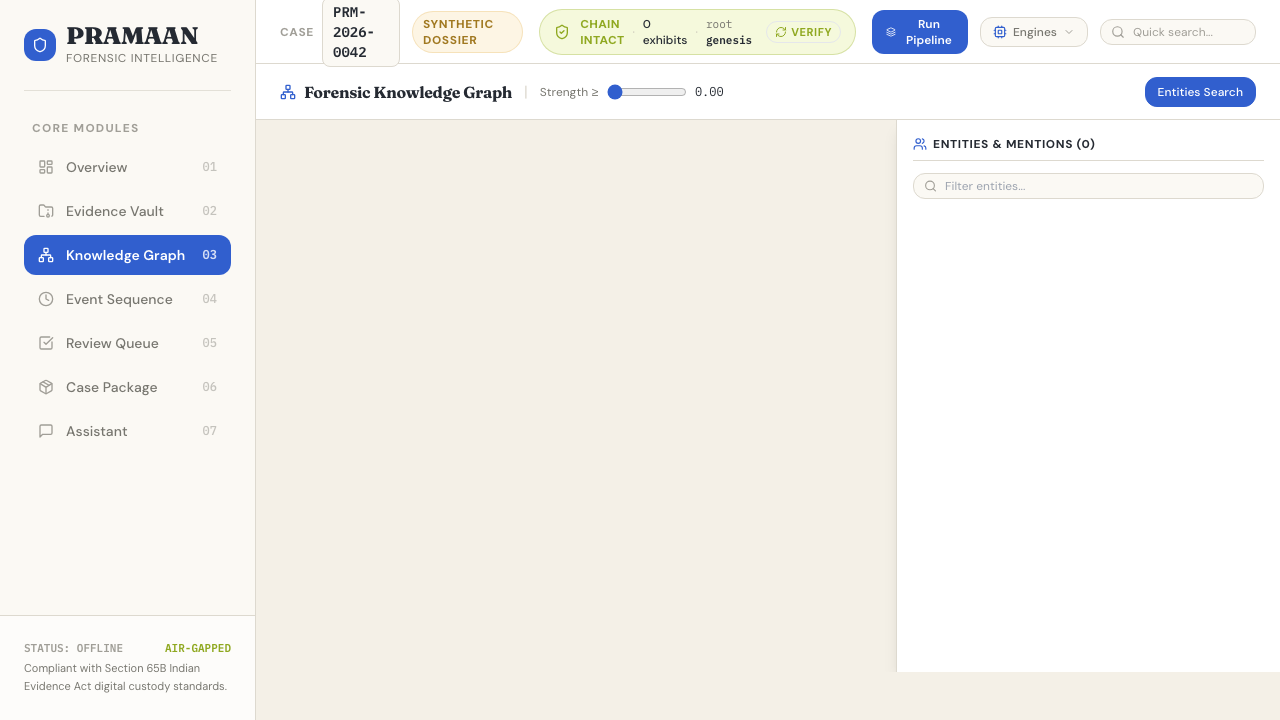 PRAMAAN
FORENSIC INTELLIGENCE
CORE MODULES
Overview 01
Evidence Vault 02
Knowledge Graph 03
Event Sequence 04
Review Queue 05
Case Package 06
Assistant 07
STATUS: OFFLINE AIR-GAPPED
Compliant with Section 65B Indian
Evidence Act digital custody standards.
CASE
PRM-
2026-
0042
SYNTHETIC
DOSSIER
CHAIN
INTACT
·
0
exhibits
·
root
genesis
VERIFY
Run
Pipeline
Engines
Quick search...
Forensic Knowledge Graph | Strength ≥ 0.00
Entities Search
ENTITIES & MENTIONS (0)
Filter entities...